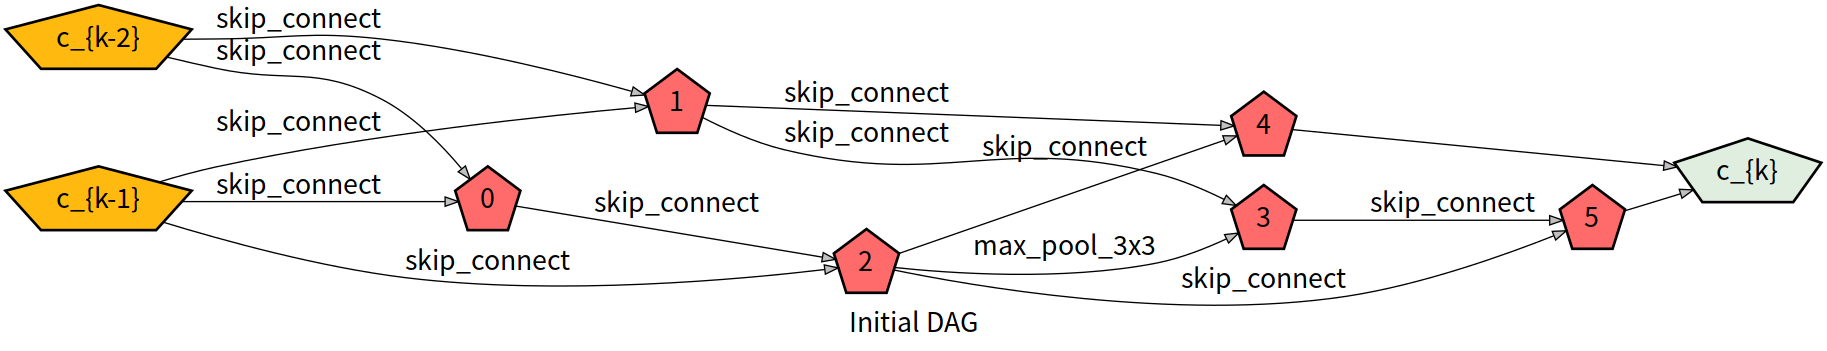 c_{k-2}
skip_connect
skip_connect
skip_connect
c_{k-1}
skip_connect
skip_connect
1
0
skip_connect
2
skip_connect
skip_connect
skip_connect
max_pool_3x3
skip_connect
4
3
skip_connect
5
c_{k}
Initial DAG